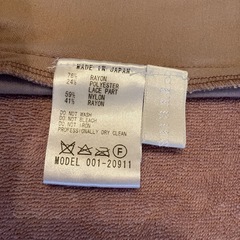 MADE IN JAPAN
76% RAYON
24% POLYESTER
LACE PART
59% NYLON
41% RAYON
DO NOT WASH
DO NOT BLEACH
DO NOT IRON
PROFESSIONALLY DRY CLEAN
MODEL 001-20911